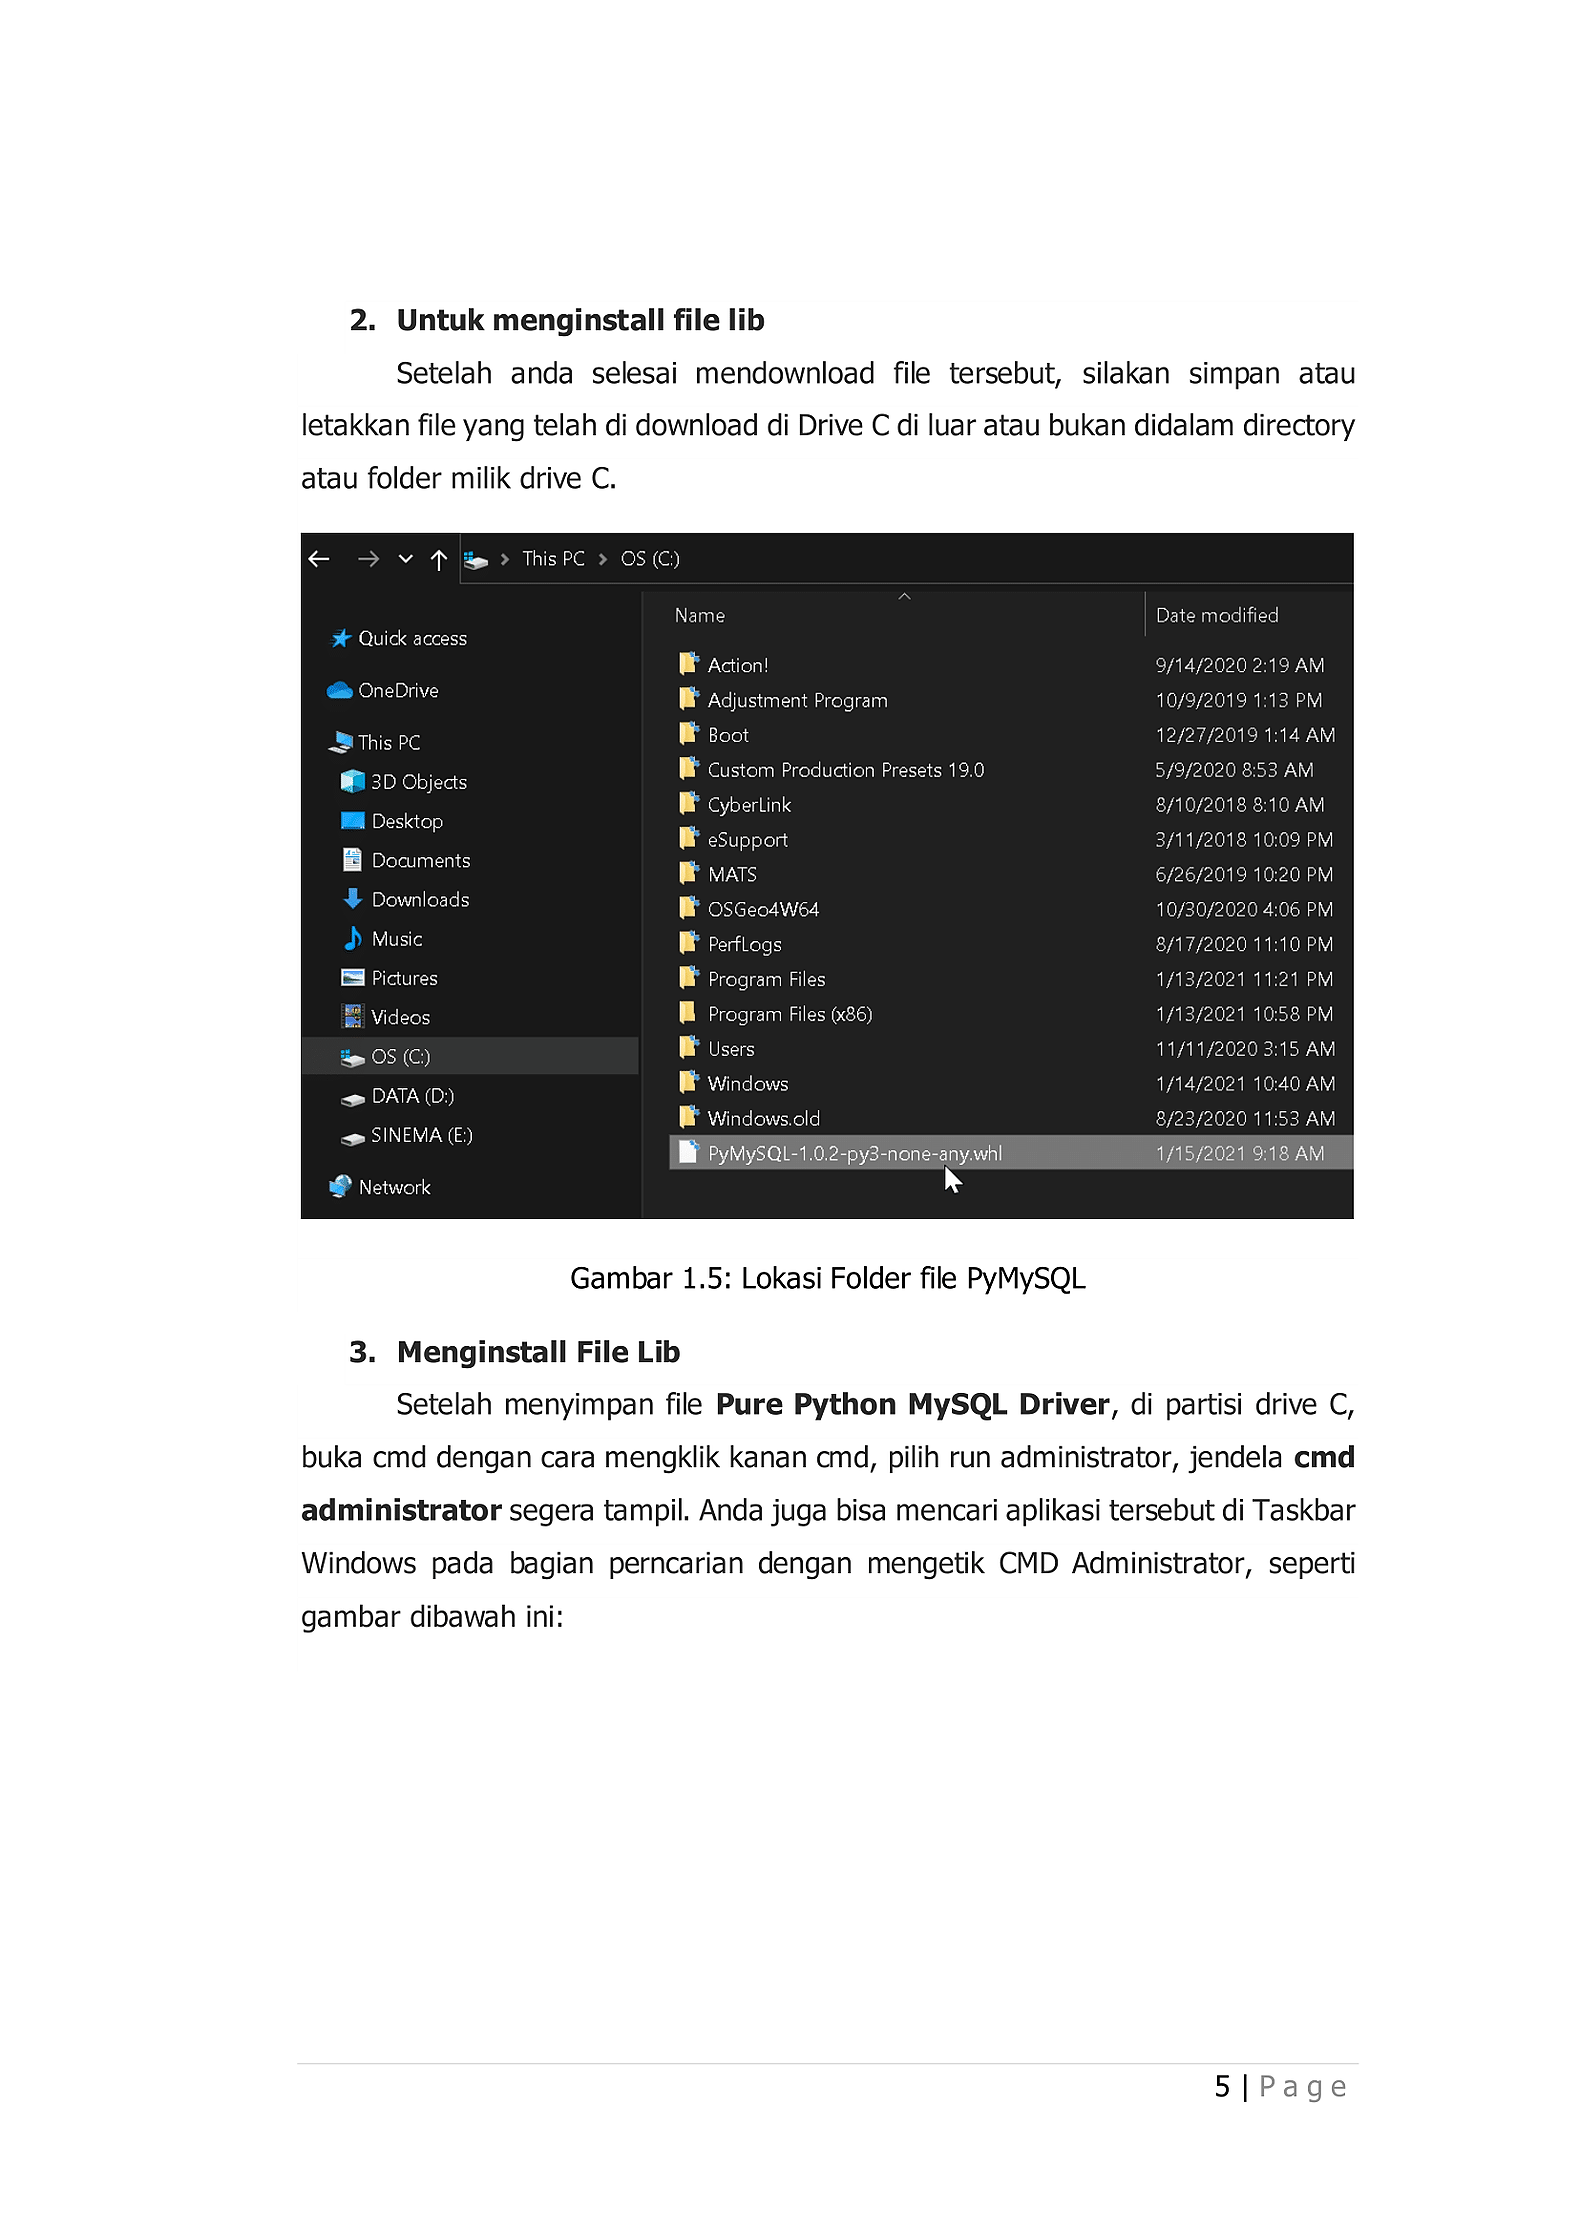 2. Untuk menginstall file lib
Setelah anda selesai mendownload file tersebut, silakan simpan atau
letakkan file yang telah di download di Drive C di luar atau bukan didalam directory
atau folder milik drive C.
This PC > OS (C:)
Name Date modified
Quick access
OneDrive
This PC
3D Objects
Desktop
Documents
Downloads
Music
Pictures
Videos
OS (C:)
DATA (D:)
SINEMA (E:)
Network
Action! 9/14/2020 2:19 AM
Adjustment Program 10/9/2019 1:13 PM
Boot 12/27/2019 1:14 AM
Custom Production Presets 19.0 5/9/2020 8:53 AM
CyberLink 8/10/2018 8:10 AM
eSupport 3/11/2018 10:09 PM
MATS 6/26/2019 10:20 PM
OSGeo4W64 10/30/2020 4:06 PM
PerfLogs 8/17/2020 11:10 PM
Program Files 1/13/2021 11:21 PM
Program Files (x86) 1/13/2021 10:58 PM
Users 11/11/2020 3:15 AM
Windows 1/14/2021 10:40 AM
Windows.old 8/23/2020 11:53 AM
PyMySQL-1.0.2-py3-none-any.whl 1/15/2021 9:18 AM
Gambar 1.5: Lokasi Folder file PyMySQL
3. Menginstall File Lib
Setelah menyimpan file Pure Python MySQL Driver, di partisi drive C,
buka cmd dengan cara mengklik kanan cmd, pilih run administrator, jendela cmd
administrator segera tampil. Anda juga bisa mencari aplikasi tersebut di Taskbar
Windows pada bagian perncarian dengan mengetik CMD Administrator, seperti
gambar dibawah ini:
5 | Page